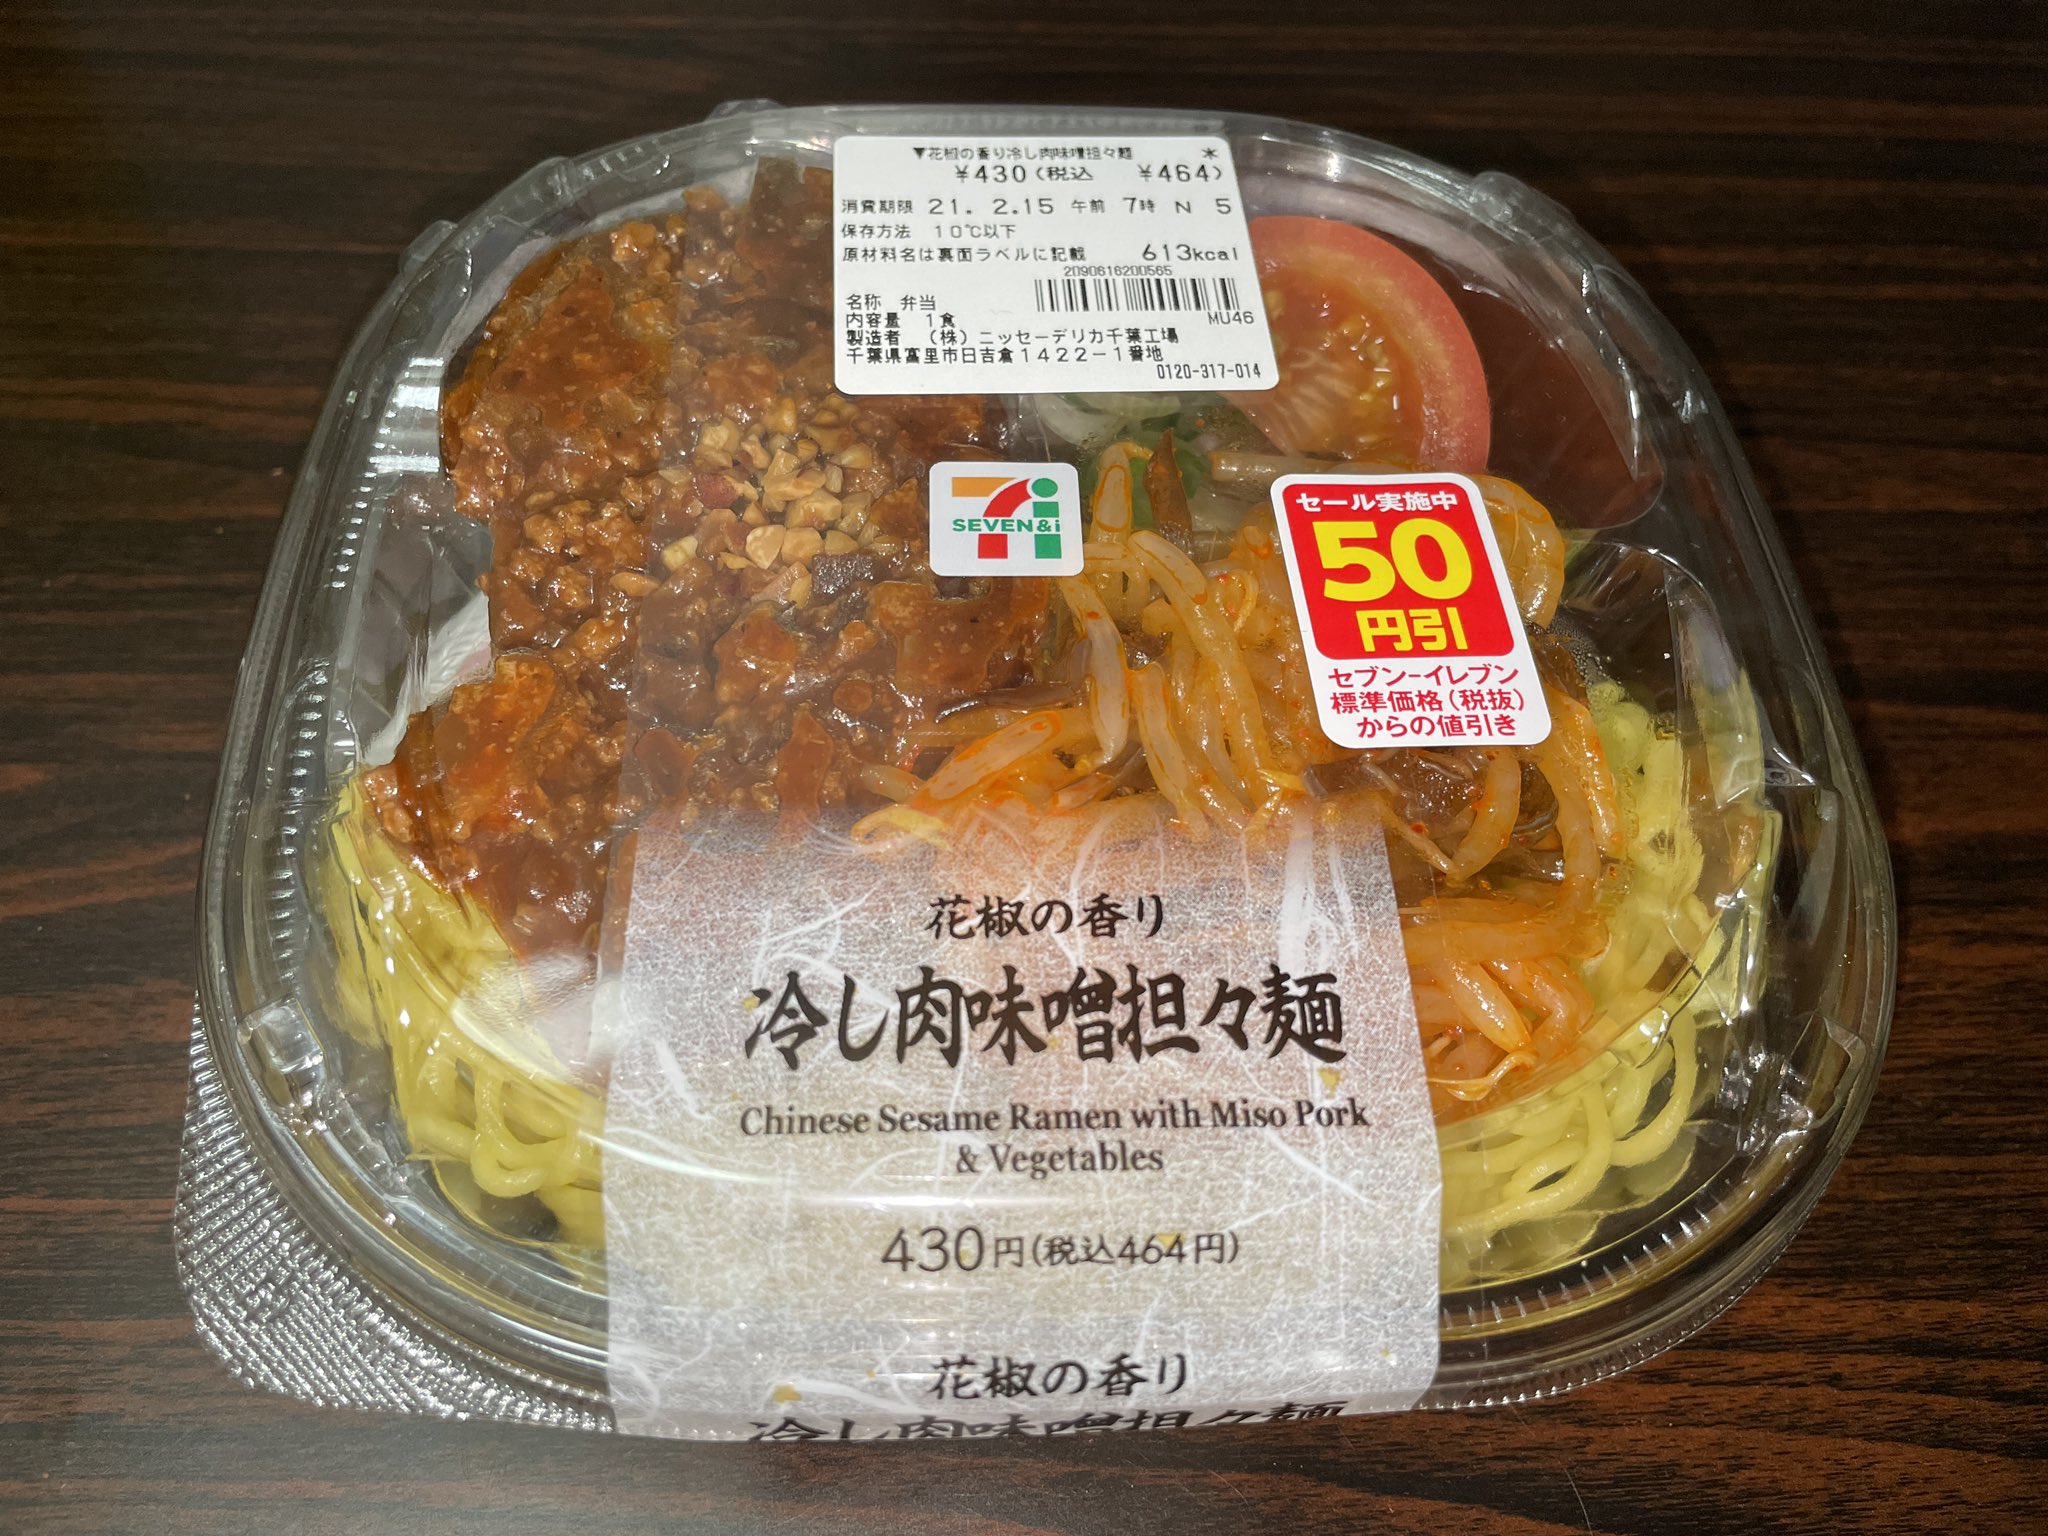 ▼花椒の香り冷し肉味噌担々麺 *
¥430(税込 ¥464)
消費期限 21. 2.15 午前 7時 N 5
保存方法 10℃以下
原材料名は裏面ラベルに記載 613kcal
2090616200565
名称 弁当
MU46
内容量 1食
製造者 (株)ニッセーデリカ千葉工場
千葉県富里市日吉倉1422-1番地
0120-317-014
SEVEN&i
セール実施中
50
円引
セブン-イレブン
標準価格(税抜)
からの値引き
花椒の香り
冷し肉味噌担々麺
Chinese Sesame Ramen with Miso Pork
& Vegetables
430円(税込464円)
花椒の香り
冷し肉味噌担々麺